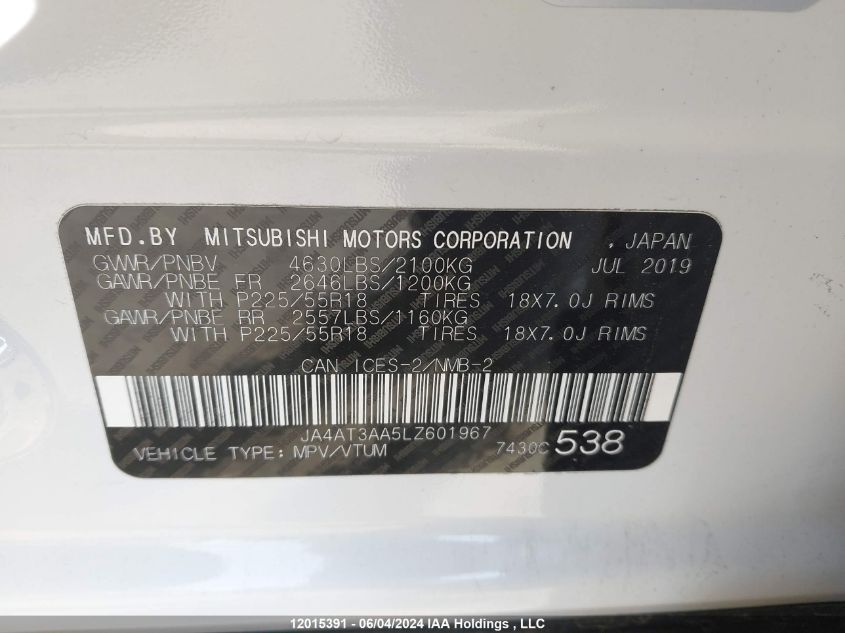 MFD.BY MITSUBISHI MOTORS CORPORATION , JAPAN
GVWR/PNBV 4630LBS/2100KG JUL 2019
GAWR/PNBE FR 2646LBS/1200KG
WITH P225/55R18 TIRES 18X7.0J RIMS
GAWR/PNBE RR 2557LBS/1160KG
WITH P225/55R18 TIRES 18X7.0J RIMS
CAN ICES-2/NMB-2
JA4AT3AA5LZ601967
VEHICLE TYPE: MPV/VTUM 7430C 538
12015391 - 06/04/2024 IAA Holdings , LLC